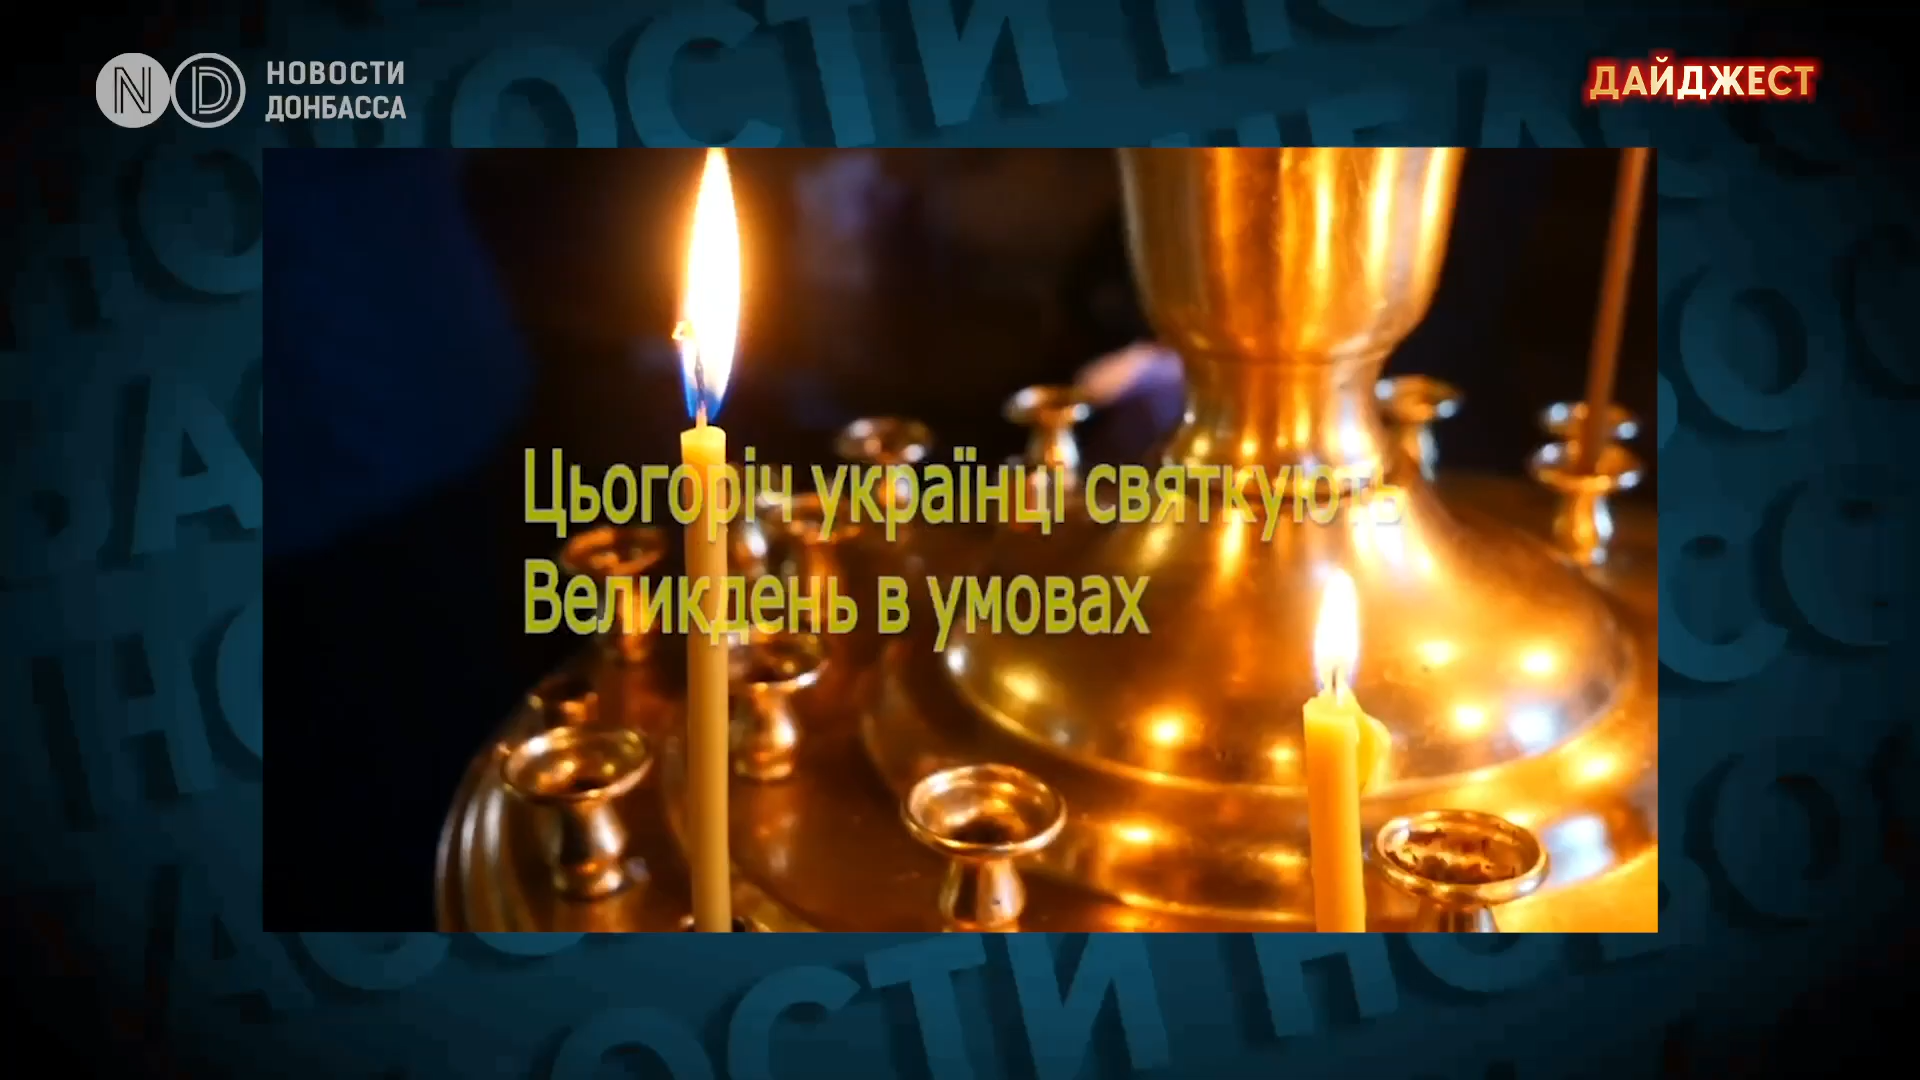 НОВОСТИ
ДОНБАССА
ДАЙДЖЕСТ
Цьогоріч українці святкують
Великдень в умовах